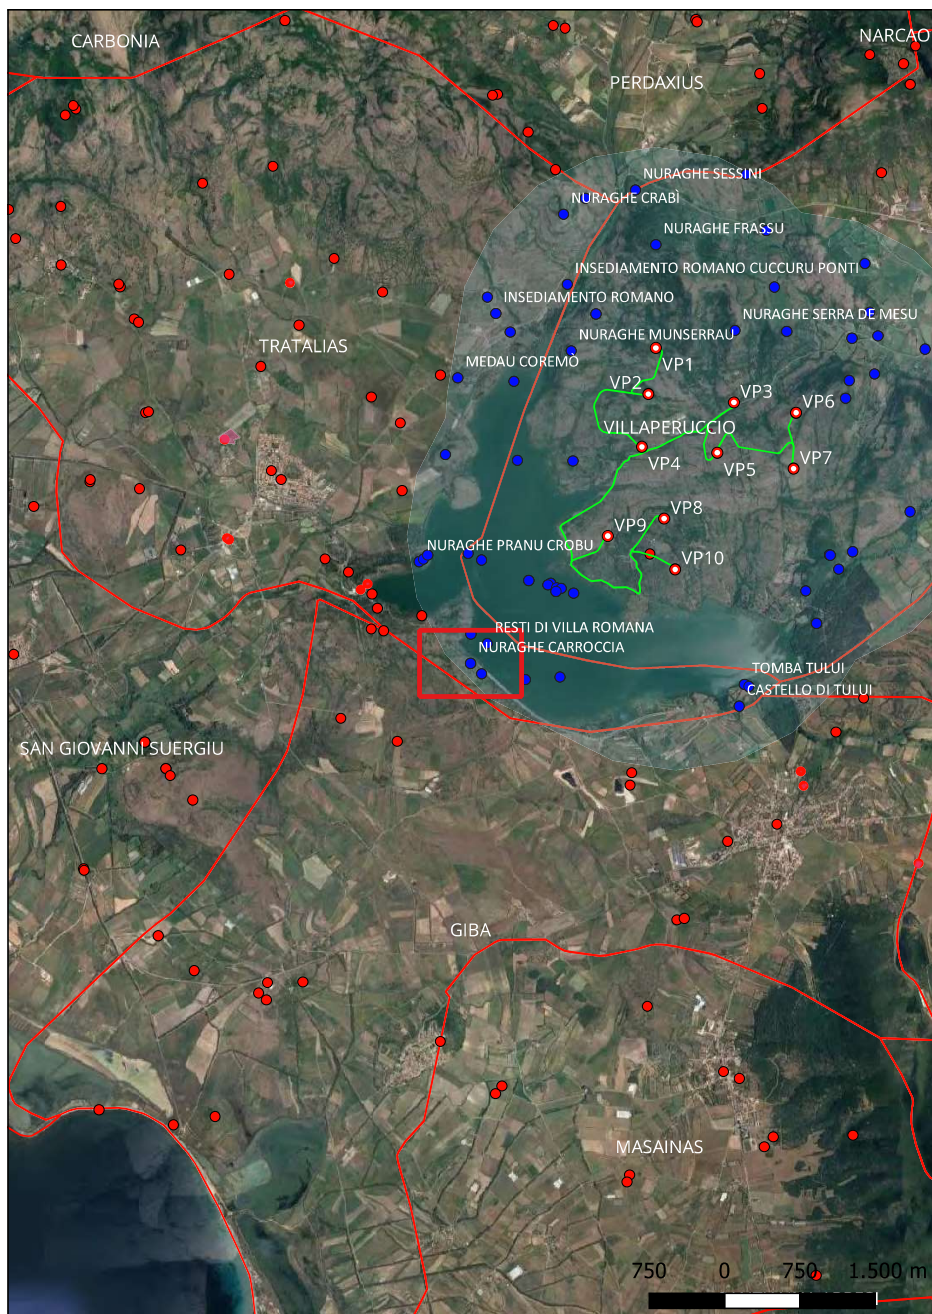 CARBONIA
NARCAO
PERDAXIUS
NURAGHE SESSINI
NURAGHE CRABÌ
NURAGHE FRASSU
INSEDIAMENTO ROMANO CUCCURU PONTI
INSEDIAMENTO ROMANO
NURAGHE SERRA DE MESU
NURAGHE MUNSERRAU
TRATALIAS
MEDAU COREMÒ
VP1
VP2
VP3
VP6
VILLAPERUCCIO
VP4
VP5
VP7
VP8
VP9
NURAGHE PRANU CROBU
VP10
RESTI DI VILLA ROMANA
NURAGHE CARROCCIA
TOMBA TULUI
CASTELLO DI TULUI
SAN GIOVANNI SUERGIU
GIBA
MASAINAS
750 0 750 1.500 m